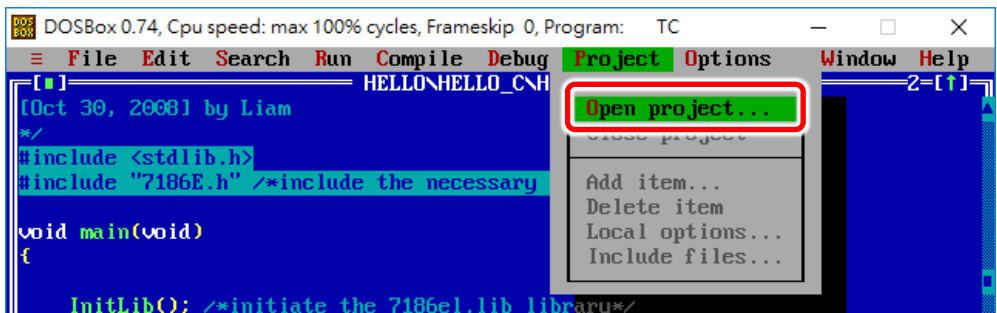 DOSBox 0.74, Cpu speed: max 100% cycles, Frameskip 0, Program: TC
≡ File Edit Search Run Compile Debug Project Options Window Help
[■] HELLO\HELLO_C\H 2=[↑]
[Oct 30, 2008] by Liam
*/
#include <stdlib.h>
#include "7186E.h" /*include the necessary
void main(void)
{
InitLib(); /*initiate the 7186el.lib library*/
Open project...
Close project
Add item...
Delete item
Local options...
Include files...